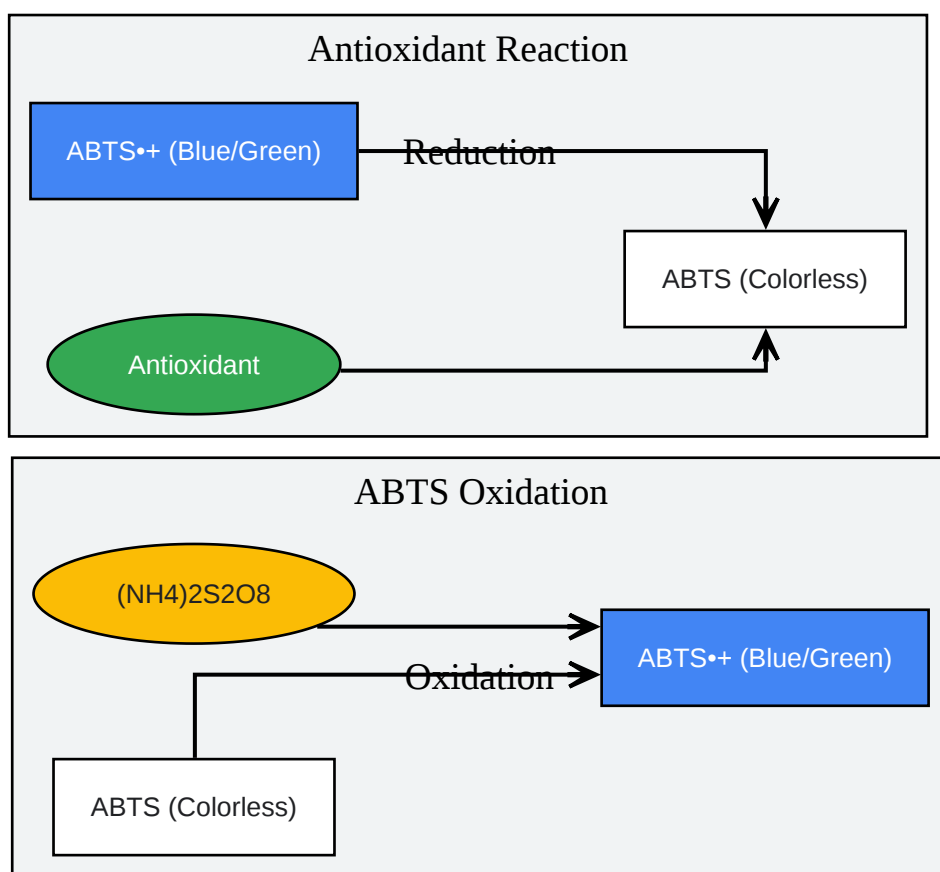 Antioxidant Reaction
ABTS•+ (Blue/Green)
Reduction
ABTS (Colorless)
Antioxidant
ABTS Oxidation
(NH4)2S2O8
ABTS•+ (Blue/Green)
Oxidation
ABTS (Colorless)